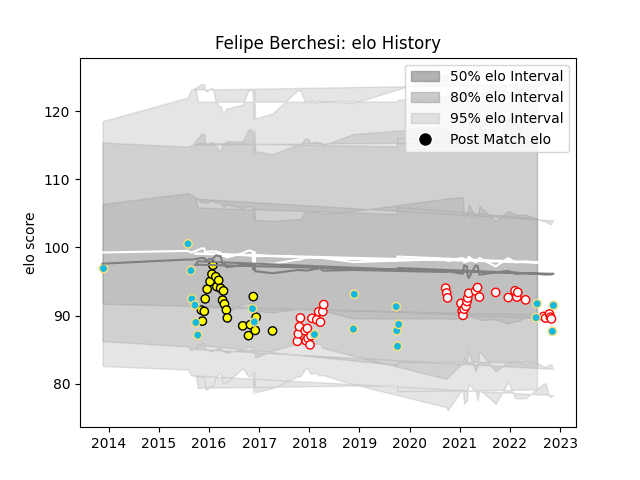 Felipe Berchesi: elo History
50% elo Interval
80% elo Interval
95% elo Interval
Post Match elo
elo score
120
110
100
90
80
2014 2015 2016 2017 2018 2019 2020 2021 2022 2023